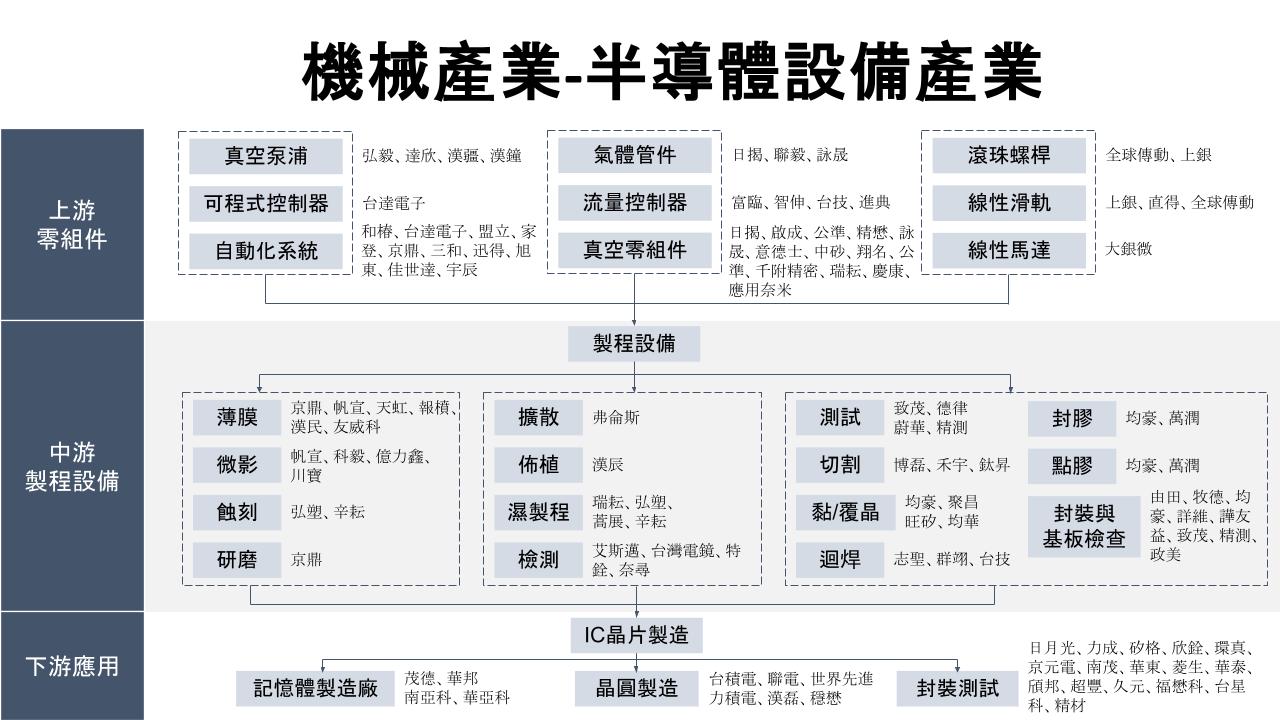 機械產業-半導體設備產業
上游
零組件
真空泵浦
弘毅、達欣、漢疆、漢鐘
可程式控制器
台達電子
自動化系統
和椿、台達電子、盟立、家
登、京鼎、三和、迅得、旭
東、佳世達、宇辰
氣體管件
日揚、聯毅、詠晟
流量控制器
富臨、智伸、台技、進典
真空零組件
日揚、啟成、公準、精懋、詠
晟、意德士、中砂、翔名、公
準、千附精密、瑞耘、慶康、
應用奈米
滾珠螺桿
全球傳動、上銀
線性滑軌
上銀、直得、全球傳動
線性馬達
大銀微
中游
製程設備
製程設備
薄膜
京鼎、帆宣、天虹、報橨、
漢民、友威科
微影
帆宣、科毅、億力鑫、
川寶
蝕刻
弘塑、辛耘
研磨
京鼎
擴散
弗侖斯
佈植
漢辰
濕製程
瑞耘、弘塑、
蒿展、辛耘
檢測
艾斯邁、台灣電鏡、特
銓、奈尋
測試
致茂、德律
蔚華、精測
切割
博磊、禾宇、鈦昇
黏/覆晶
均豪、聚昌
旺矽、均華
迴焊
志聖、群翊、台技
封膠
均豪、萬潤
點膠
均豪、萬潤
封裝與
基板檢查
由田、牧德、均
豪、詳維、譁友
益、致茂、精測、
政美
下游應用
IC晶片製造
記憶體製造廠
茂德、華邦
南亞科、華亞科
晶圓製造
台積電、聯電、世界先進
力積電、漢磊、穩懋
封裝測試
日月光、力成、矽格、欣銓、環真、
京元電、南茂、華東、菱生、華泰、
頎邦、超豐、久元、福懋科、台星
科、精材